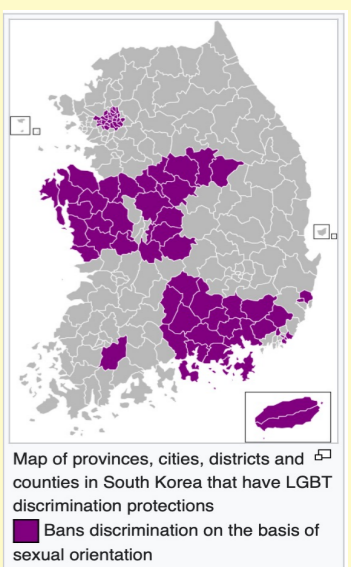 Map of provinces, cities, districts and
counties in South Korea that have LGBT
discrimination protections
Bans discrimination on the basis of
sexual orientation